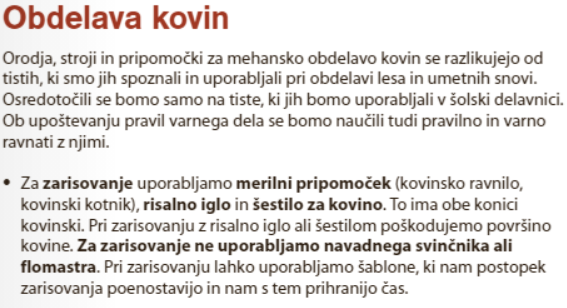 Obdelava kovin
Orodja, stroji in pripomočki za mehansko obdelavo kovin se razlikujejo od
tistih, ki smo jih spoznali in uporabljali pri obdelavi lesa in umetnih snovi.
Osredotočili se bomo samo na tiste, ki jih bomo uporabljali v šolski delavnici.
Ob upoštevanju pravil varnega dela se bomo naučili tudi pravilno in varno
ravnati z njimi.
• Za zarisovanje uporabljamo merilni pripomoček (kovinsko ravnilo,
kovinski kotnik), risalno iglo in šestilo za kovino. To ima obe konici
kovinski. Pri zarisovanju z risalno iglo ali šestilom poškodujemo površino
kovine. Za zarisovanje ne uporabljamo navadnega svinčnika ali
flomastra. Pri zarisovanju lahko uporabljamo šablone, ki nam postopek
zarisovanja poenostavijo in nam s tem prihranijo čas.